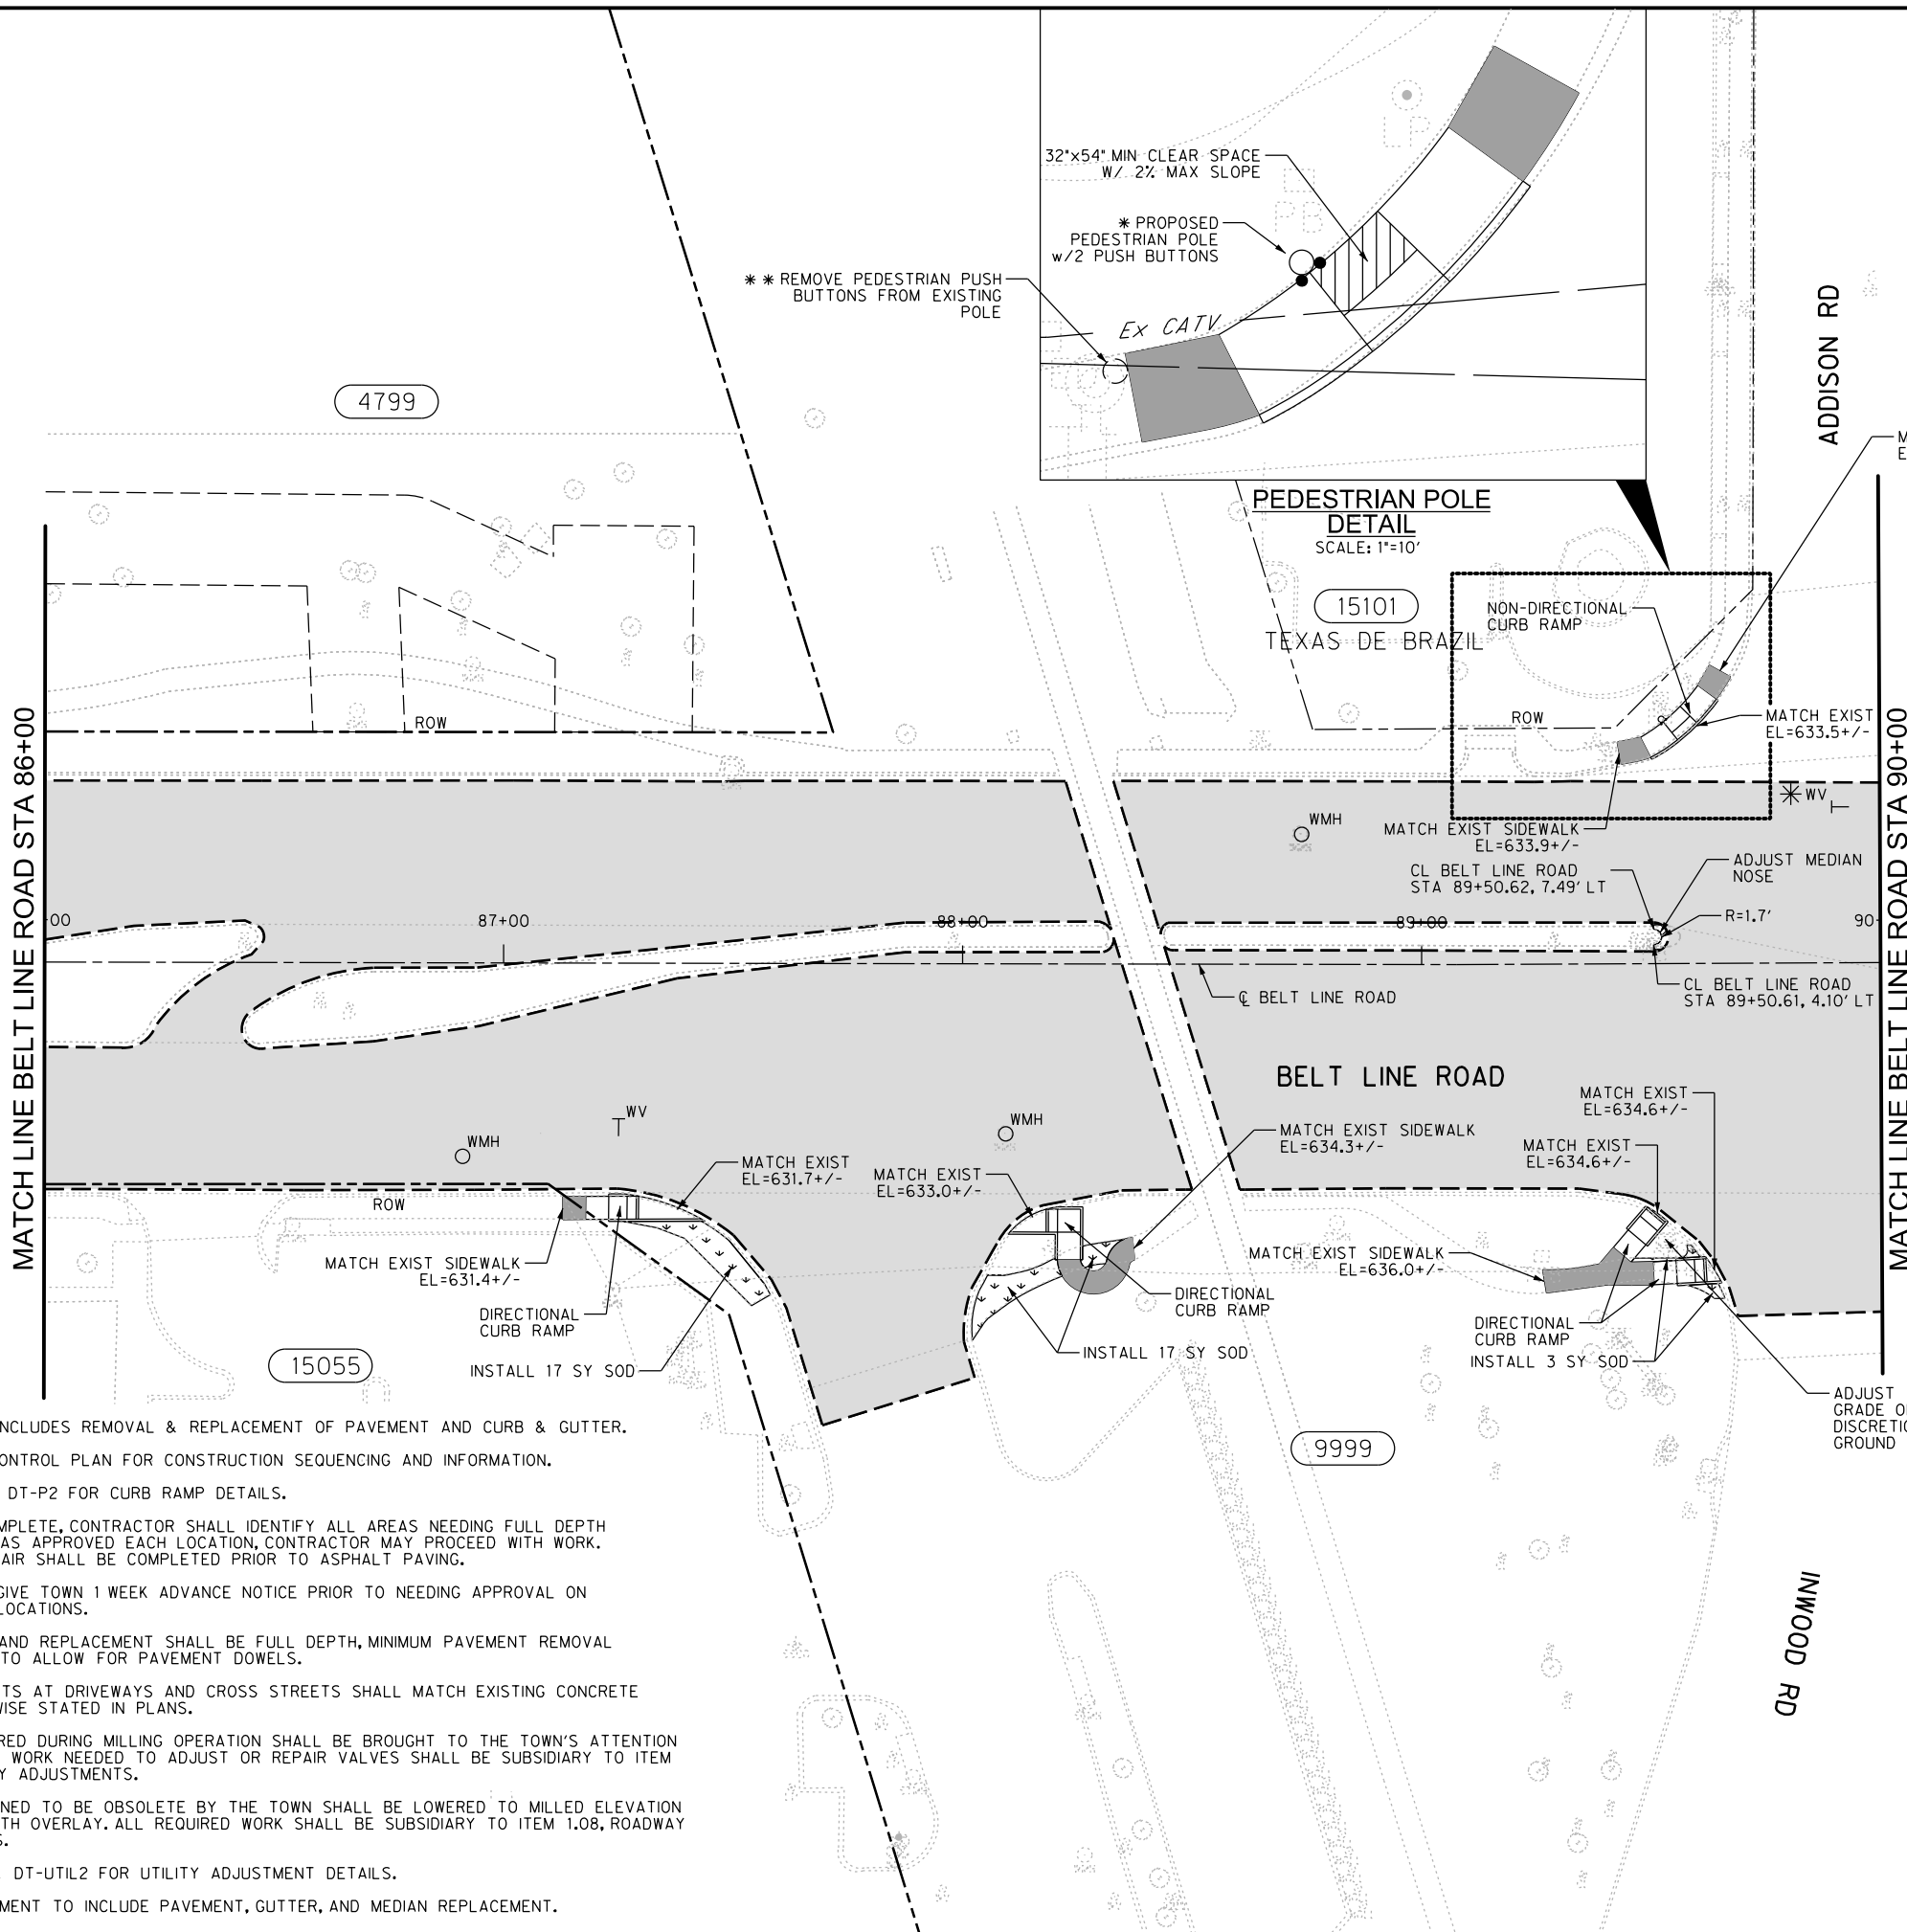 32"x54" MIN CLEAR SPACE
W/ 2% MAX SLOPE
* PROPOSED
PEDESTRIAN POLE
w/2 PUSH BUTTONS
** REMOVE PEDESTRIAN PUSH
BUTTONS FROM EXISTING
POLE
Ex CATV
LP
PB
PEDESTRIAN POLE
DETAIL
SCALE: 1"=10'
ADDISON RD
4799
15101
TEXAS DE BRAZIL
NON-DIRECTIONAL
CURB RAMP
ROW
ROW
MATCH EXIST
EL=633.5+/-
WV
WMH
MATCH EXIST SIDEWALK
EL=633.9+/-
CL BELT LINE ROAD
STA 89+50.62, 7.49' LT
ADJUST MEDIAN
NOSE
R=1.7'
MATCH LINE BELT LINE ROAD STA 86+00
MATCH LINE BELT LINE ROAD STA 90+00
00
87+00
88+00
89+00
90
CL BELT LINE ROAD
STA 89+50.61, 4.10' LT
℄ BELT LINE ROAD
BELT LINE ROAD
WV
WMH
WMH
MATCH EXIST
EL=634.6+/-
MATCH EXIST SIDEWALK
EL=634.3+/-
MATCH EXIST
EL=634.6+/-
MATCH EXIST
EL=631.7+/-
MATCH EXIST
EL=633.0+/-
ROW
MATCH EXIST SIDEWALK
EL=631.4+/-
MATCH EXIST SIDEWALK
EL=636.0+/-
DIRECTIONAL
CURB RAMP
DIRECTIONAL
CURB RAMP
DIRECTIONAL
CURB RAMP
INSTALL 17 SY SOD
INSTALL 17 SY SOD
INSTALL 3 SY SOD
15055
9999
ADJUST
GRADE O
DISCRETI
GROUND
INWOOD RD
NCLUDES REMOVAL & REPLACEMENT OF PAVEMENT AND CURB & GUTTER.
ONTROL PLAN FOR CONSTRUCTION SEQUENCING AND INFORMATION.
DT-P2 FOR CURB RAMP DETAILS.
MPLETE, CONTRACTOR SHALL IDENTIFY ALL AREAS NEEDING FULL DEPTH
AS APPROVED EACH LOCATION, CONTRACTOR MAY PROCEED WITH WORK.
AIR SHALL BE COMPLETED PRIOR TO ASPHALT PAVING.
GIVE TOWN 1 WEEK ADVANCE NOTICE PRIOR TO NEEDING APPROVAL ON
LOCATIONS.
AND REPLACEMENT SHALL BE FULL DEPTH, MINIMUM PAVEMENT REMOVAL
TO ALLOW FOR PAVEMENT DOWELS.
TS AT DRIVEWAYS AND CROSS STREETS SHALL MATCH EXISTING CONCRETE
WISE STATED IN PLANS.
RED DURING MILLING OPERATION SHALL BE BROUGHT TO THE TOWN'S ATTENTION
WORK NEEDED TO ADJUST OR REPAIR VALVES SHALL BE SUBSIDIARY TO ITEM
Y ADJUSTMENTS.
NED TO BE OBSOLETE BY THE TOWN SHALL BE LOWERED TO MILLED ELEVATION
TH OVERLAY. ALL REQUIRED WORK SHALL BE SUBSIDIARY TO ITEM 1.08, ROADWAY
S.
DT-UTIL2 FOR UTILITY ADJUSTMENT DETAILS.
MENT TO INCLUDE PAVEMENT, GUTTER, AND MEDIAN REPLACEMENT.